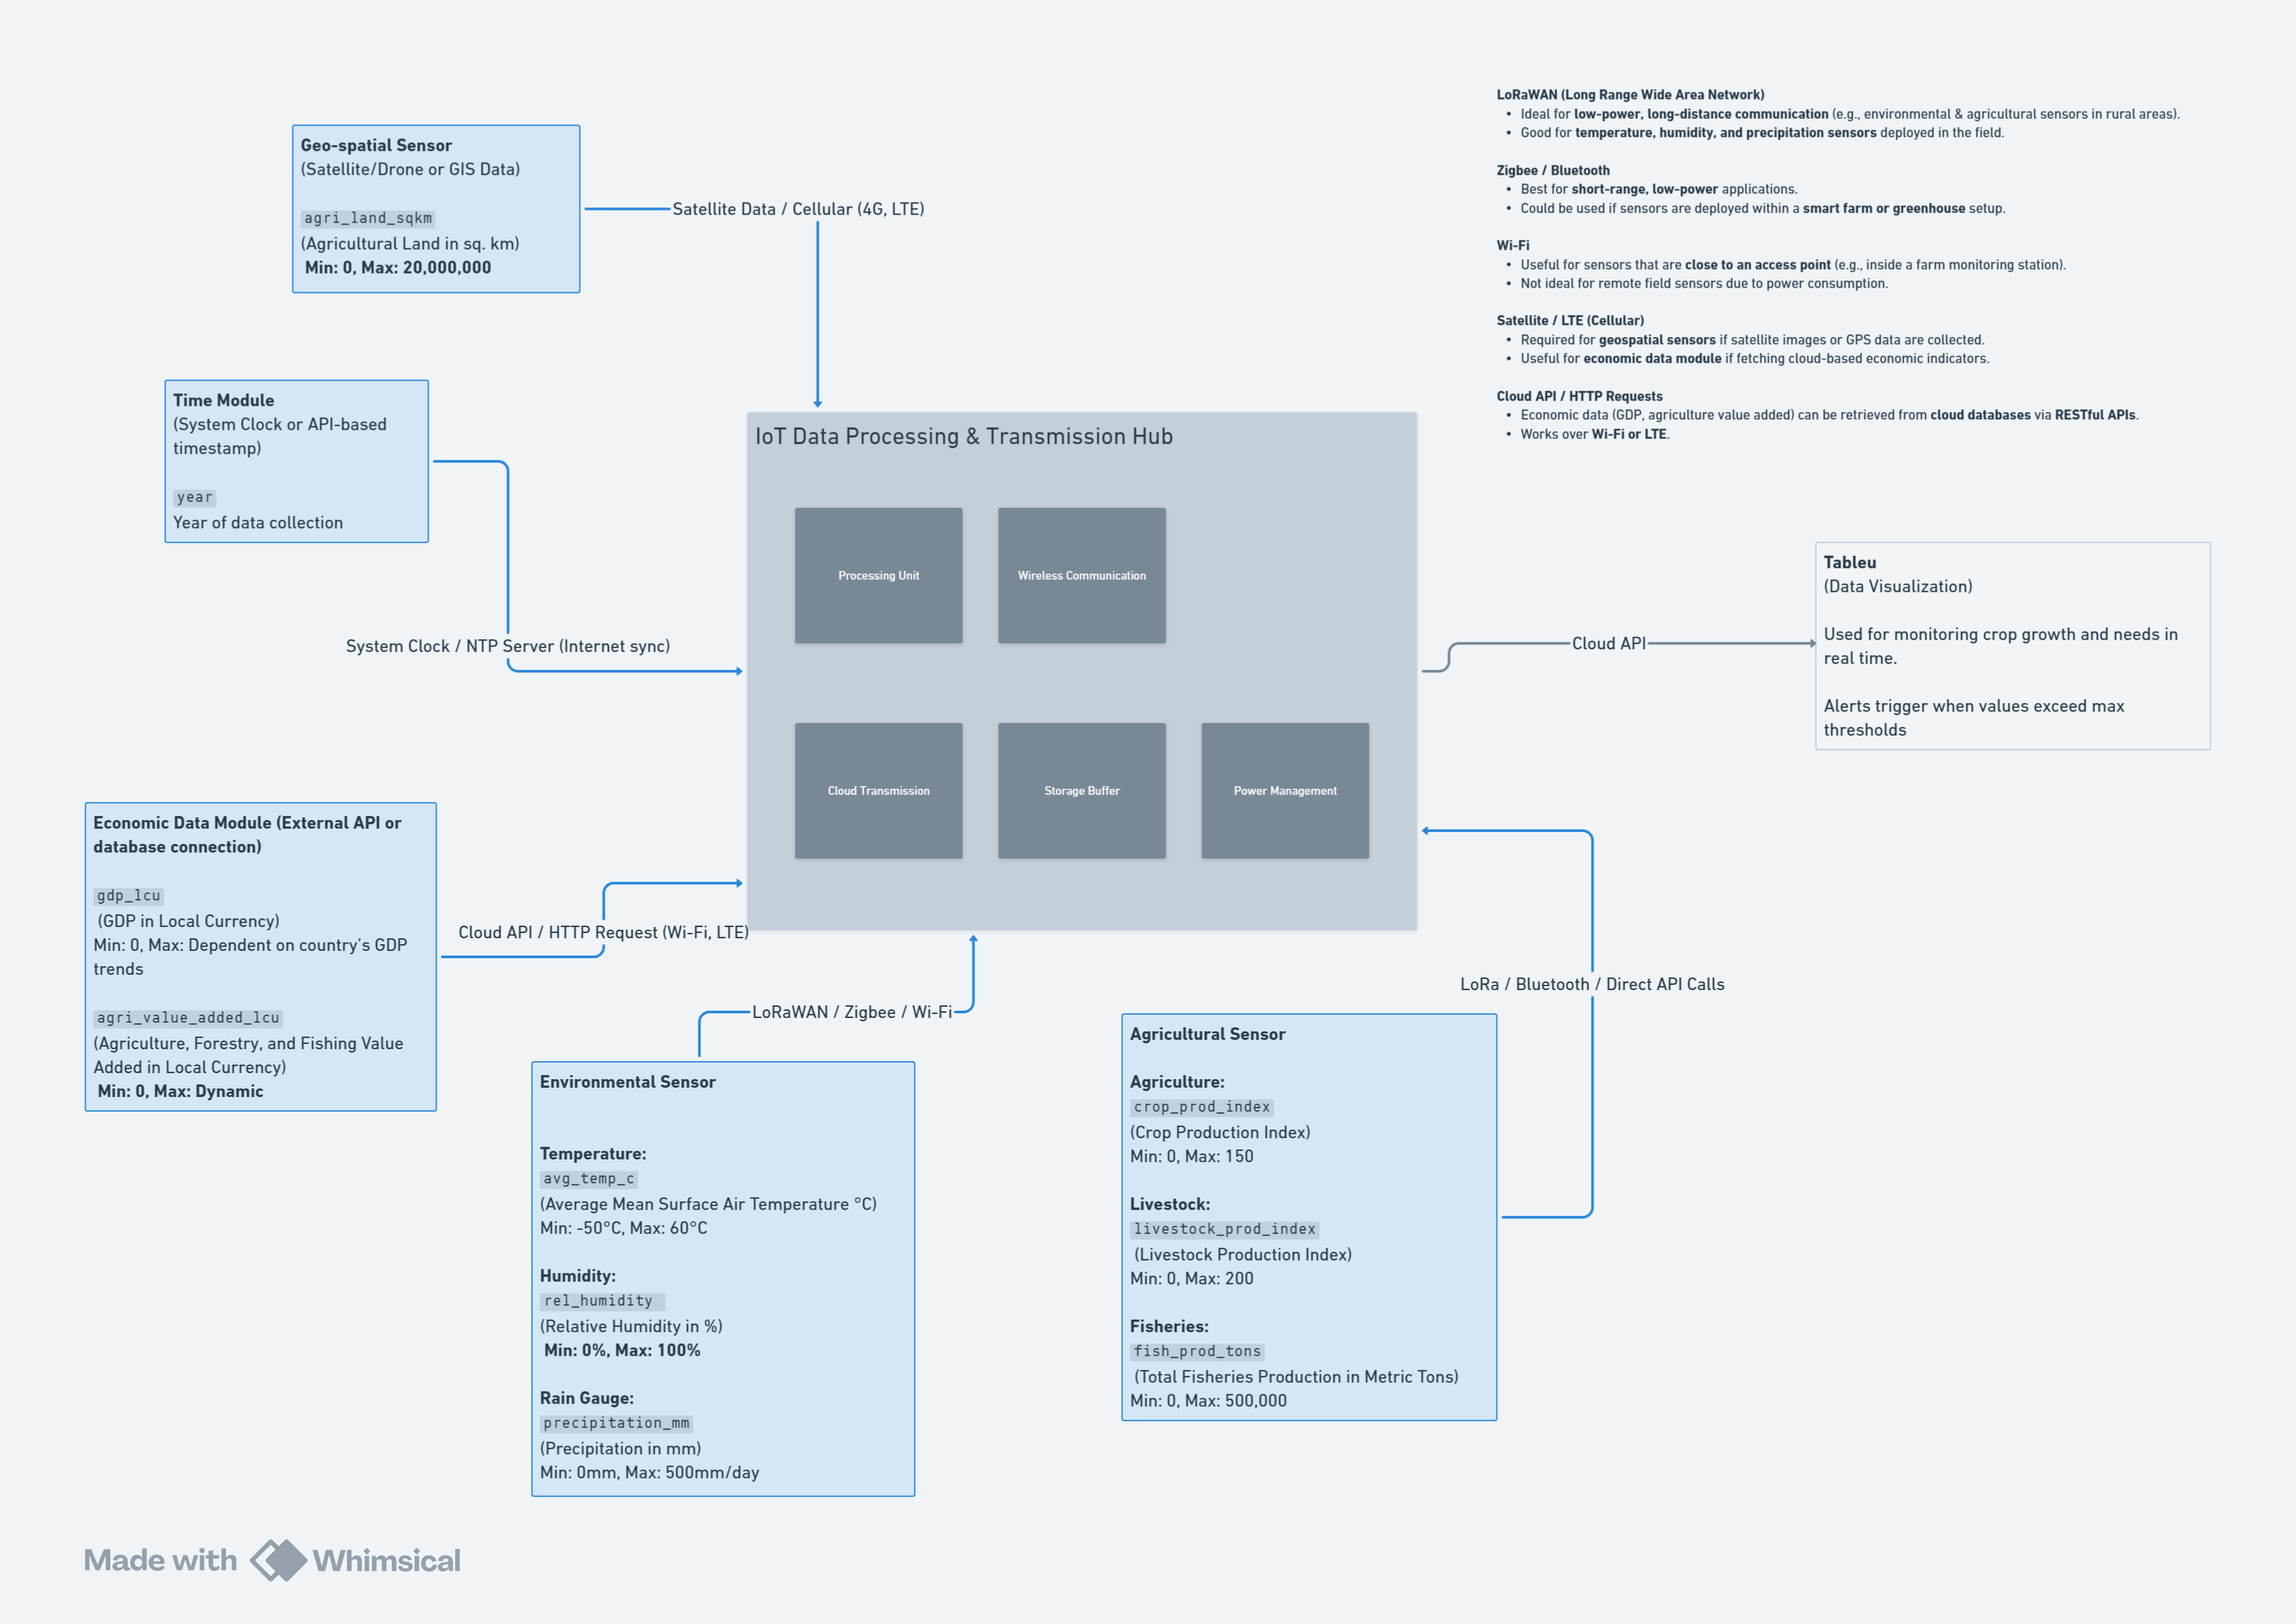 LoRaWAN (Long Range Wide Area Network)
• Ideal for low-power, long-distance communication (e.g., environmental & agricultural sensors in rural areas).
• Good for temperature, humidity, and precipitation sensors deployed in the field.
Zigbee / Bluetooth
• Best for short-range, low-power applications.
• Could be used if sensors are deployed within a smart farm or greenhouse setup.
Wi-Fi
• Useful for sensors that are close to an access point (e.g., inside a farm monitoring station).
• Not ideal for remote field sensors due to power consumption.
Satellite / LTE (Cellular)
• Required for geospatial sensors if satellite images or GPS data are collected.
• Useful for economic data module if fetching cloud-based economic indicators.
Cloud API / HTTP Requests
• Economic data (GDP, agriculture value added) can be retrieved from cloud databases via RESTful APIs.
• Works over Wi-Fi or LTE.
Geo-spatial Sensor
(Satellite/Drone or GIS Data)
agri_land_sqkm
(Agricultural Land in sq. km)
Min: 0, Max: 20,000,000
Satellite Data / Cellular (4G, LTE)
Time Module
(System Clock or API-based
timestamp)
year
Year of data collection
System Clock / NTP Server (Internet sync)
IoT Data Processing & Transmission Hub
Processing Unit
Wireless Communication
Cloud Transmission
Storage Buffer
Power Management
Cloud API
Tableu
(Data Visualization)
Used for monitoring crop growth and needs in
real time.
Alerts trigger when values exceed max
thresholds
Economic Data Module (External API or
database connection)
gdp_lcu
(GDP in Local Currency)
Min: 0, Max: Dependent on country's GDP
trends
agri_value_added_lcu
(Agriculture, Forestry, and Fishing Value
Added in Local Currency)
Min: 0, Max: Dynamic
Cloud API / HTTP Request (Wi-Fi, LTE)
LoRaWAN / Zigbee / Wi-Fi
Environmental Sensor
Temperature:
avg_temp_c
(Average Mean Surface Air Temperature °C)
Min: -50°C, Max: 60°C
Humidity:
rel_humidity
(Relative Humidity in %)
Min: 0%, Max: 100%
Rain Gauge:
precipitation_mm
(Precipitation in mm)
Min: 0mm, Max: 500mm/day
LoRa / Bluetooth / Direct API Calls
Agricultural Sensor
Agriculture:
crop_prod_index
(Crop Production Index)
Min: 0, Max: 150
Livestock:
livestock_prod_index
(Livestock Production Index)
Min: 0, Max: 200
Fisheries:
fish_prod_tons
(Total Fisheries Production in Metric Tons)
Min: 0, Max: 500,000
Made with Whimsical